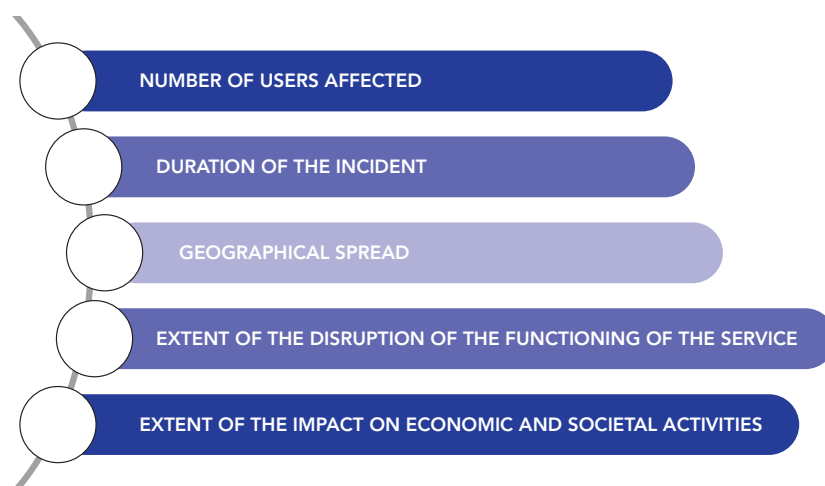 NUMBER OF USERS AFFECTED
DURATION OF THE INCIDENT
GEOGRAPHICAL SPREAD
EXTENT OF THE DISRUPTION OF THE FUNCTIONING OF THE SERVICE
EXTENT OF THE IMPACT ON ECONOMIC AND SOCIETAL ACTIVITIES